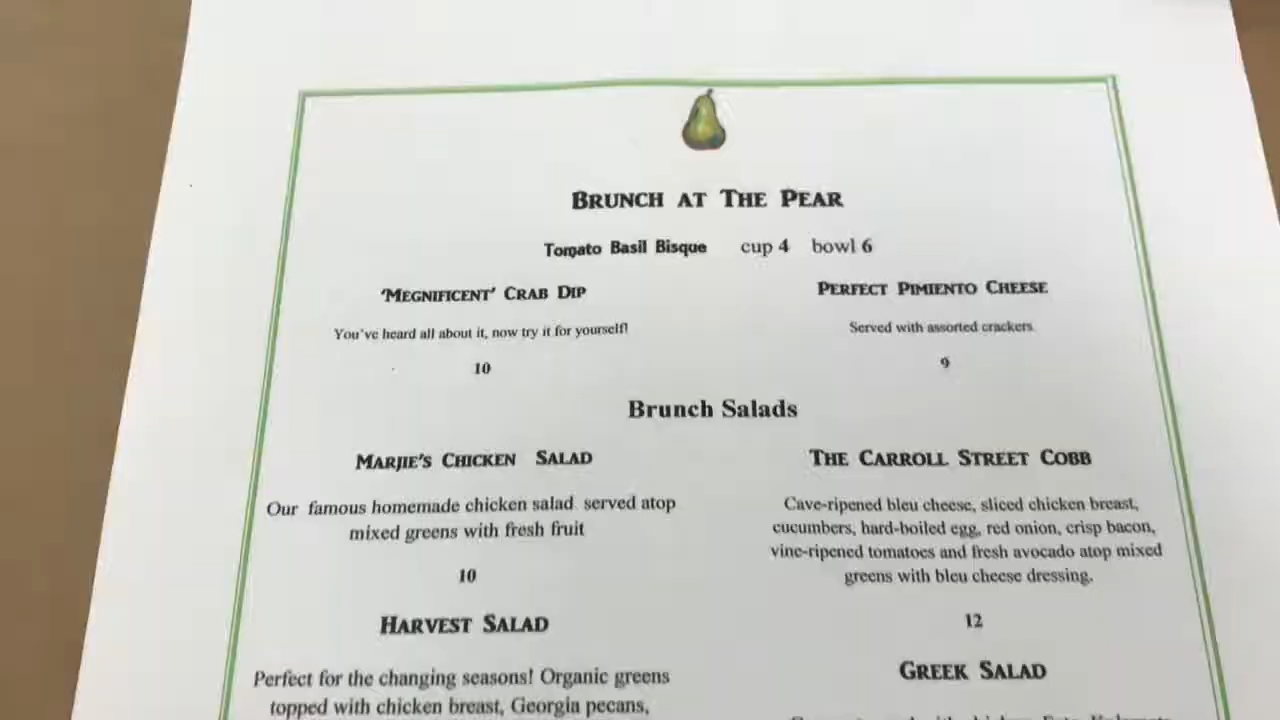 BRUNCH AT THE PEAR
Tomato Basil Bisque cup 4 bowl 6
'MEGNIFICENT' CRAB DIP
You've heard all about it, now try it for yourself!
10
PERFECT PIMIENTO CHEESE
Served with assorted crackers
9
Brunch Salads
MARJIE'S CHICKEN SALAD
Our famous homemade chicken salad served atop
mixed greens with fresh fruit
10
THE CARROLL STREET COBB
Cave-ripened bleu cheese, sliced chicken breast,
cucumbers, hard-boiled egg, red onion, crisp bacon,
vine-ripened tomatoes and fresh avocado atop mixed
greens with bleu cheese dressing.
12
HARVEST SALAD
Perfect for the changing seasons! Organic greens
topped with chicken breast, Georgia pecans,
GREEK SALAD